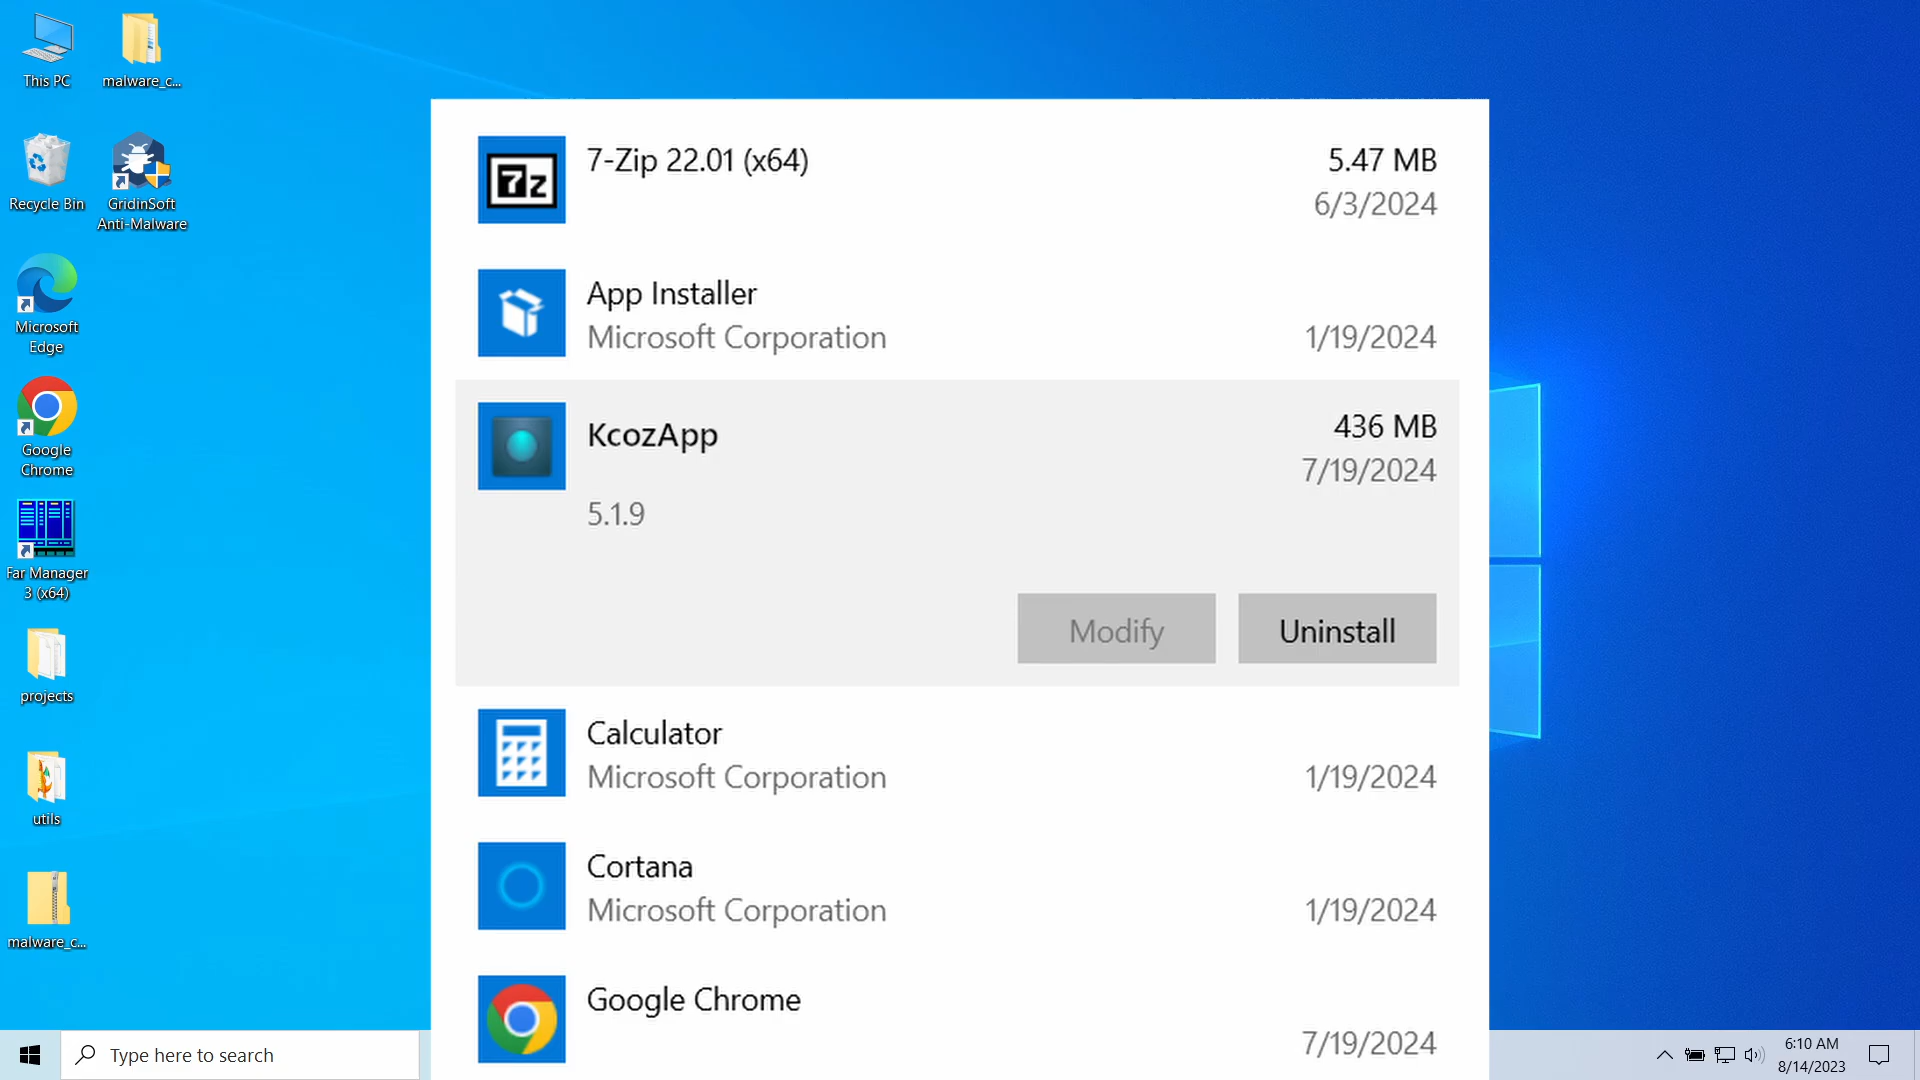 This PC
malware_c...
Recycle Bin
GridinSoft
Anti-Malware
Microsoft
Edge
Google
Chrome
Far Manager
3 (x64)
projects
utils
malware_c...
7z
7-Zip 22.01 (x64)
5.47 MB
6/3/2024
App Installer
Microsoft Corporation
1/19/2024
KcozApp
436 MB
7/19/2024
5.1.9
Modify
Uninstall
Calculator
Microsoft Corporation
1/19/2024
Cortana
Microsoft Corporation
1/19/2024
Google Chrome
7/19/2024
Type here to search
6:10 AM
8/14/2023